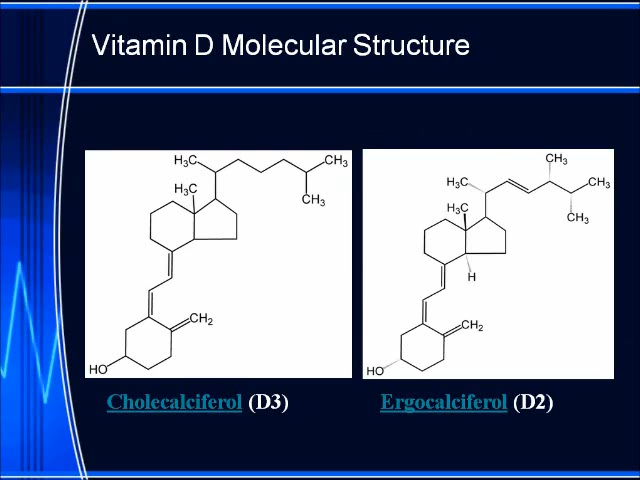 Vitamin D Molecular Structure
H₃C
CH₃
H₃C
CH₃
CH₂
HO
CH₃
H₃C
CH₃
H₃C
CH₃
H
CH₂
HO
Cholecalciferol (D3)
Ergocalciferol (D2)